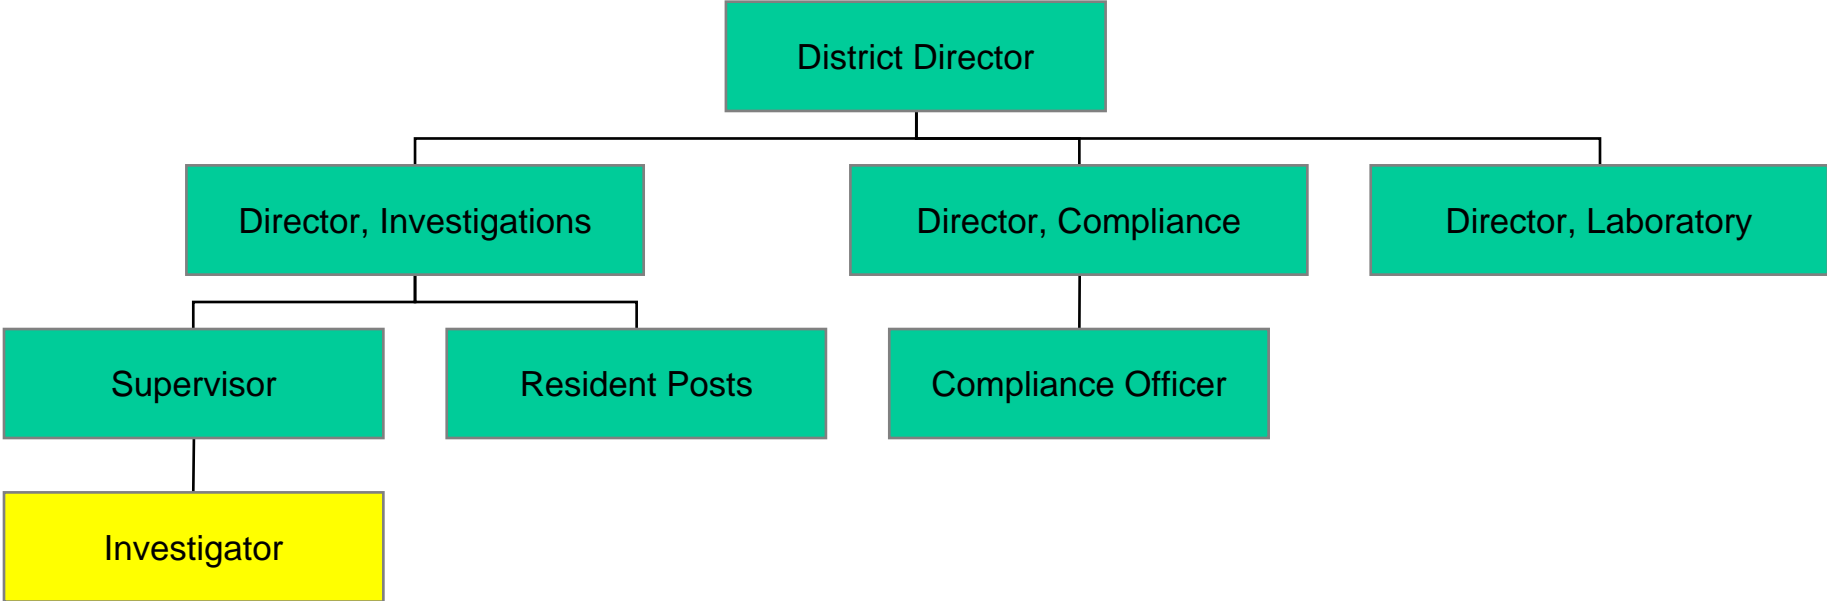 District Director
Director, Investigations
Director, Compliance
Director, Laboratory
Supervisor
Resident Posts
Compliance Officer
Investigator